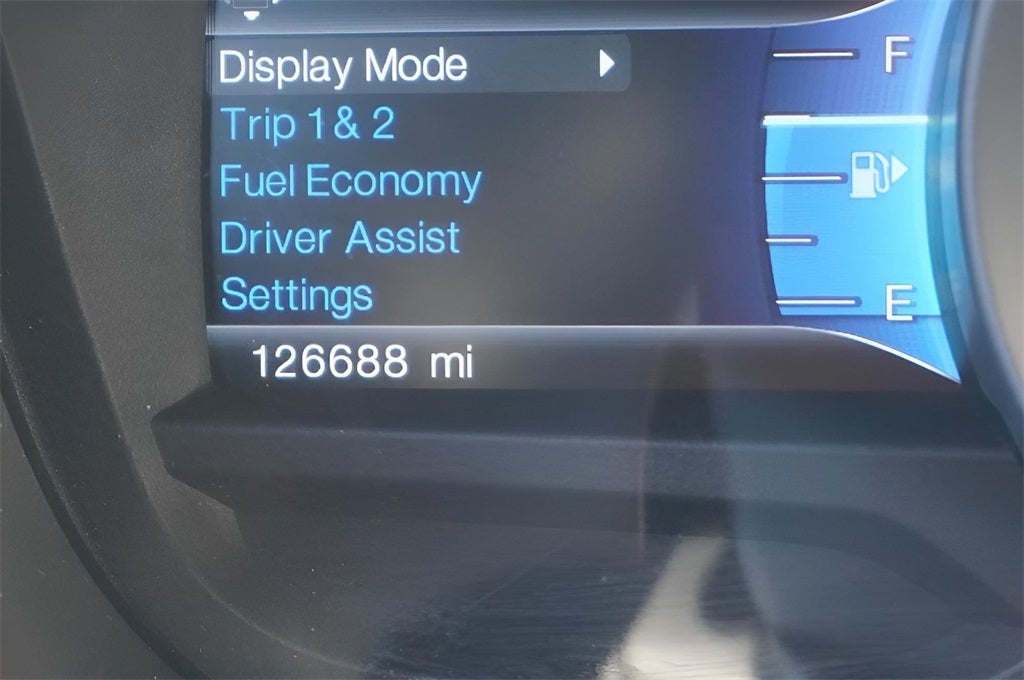 Display Mode
Trip 1 & 2
Fuel Economy
Driver Assist
Settings
126688 mi
F
E